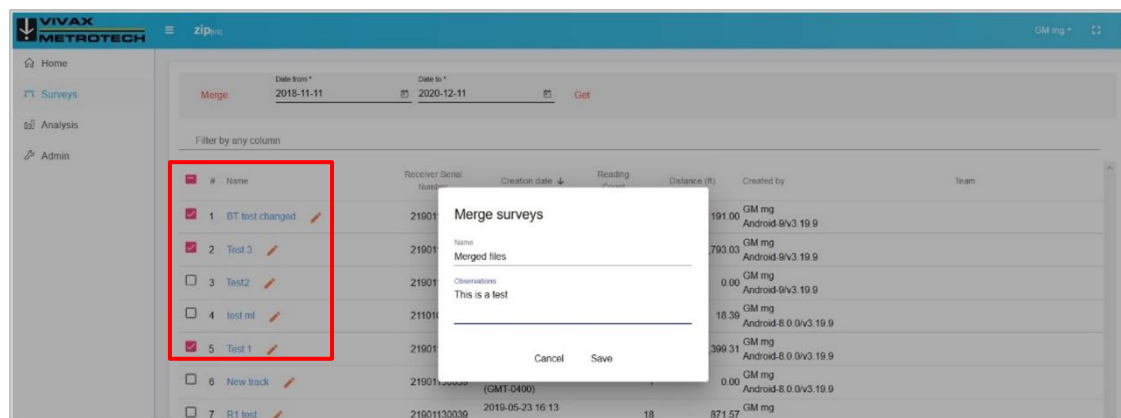 VIVAX
METROTECH
zip
GM mg
Home
Surveys
Analysis
Admin
Merge
Date from *
2018-11-11
Date to *
2020-12-11
Get
Filter by any column
# Name
Receiver Serial
Number
Creation date
Reading
Count
Distance (ft)
Created by
Team
1 BT test changed 21901 191.00 GM mg
Android-9/v3.19.9
2 Test 3 21901 ,793.03 GM mg
Android-9/v3.19.9
3 Test2 21901 0.00 GM mg
Android-9/v3.19.9
4 test ml 21101 18.39 GM mg
Android-8.0.0/v3.19.9
5 Test 1 21901 ,399.31 GM mg
Android-8.0.0/v3.19.9
6 New track 21901130039 (GMT-0400) 0.00 GM mg
Android-8.0.0/v3.19.9
7 R1 test 21901130039 2019-05-23 16:13 18 871.57 GM mg
Merge surveys
Name
Merged files
Observations
This is a test
Cancel Save